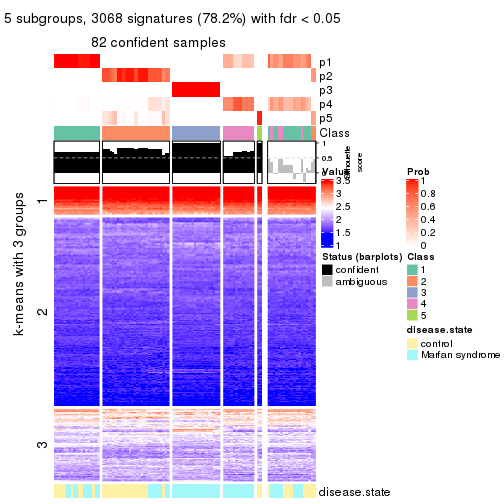 5 subgroups, 3068 signatures (78.2%) with fdr < 0.05
82 confident samples
p1
p2
p3
p4
p5
Class
1
0.5
0
silhouette
score
k-means with 3 groups
1
2
3
Value
3.5
3
2.5
2
1.5
1
Prob
1
0.8
0.6
0.4
0.2
0
Status (barplots)
confident
ambiguous
Class
1
2
3
4
5
disease.state
control
Marfan syndrome
disease.state